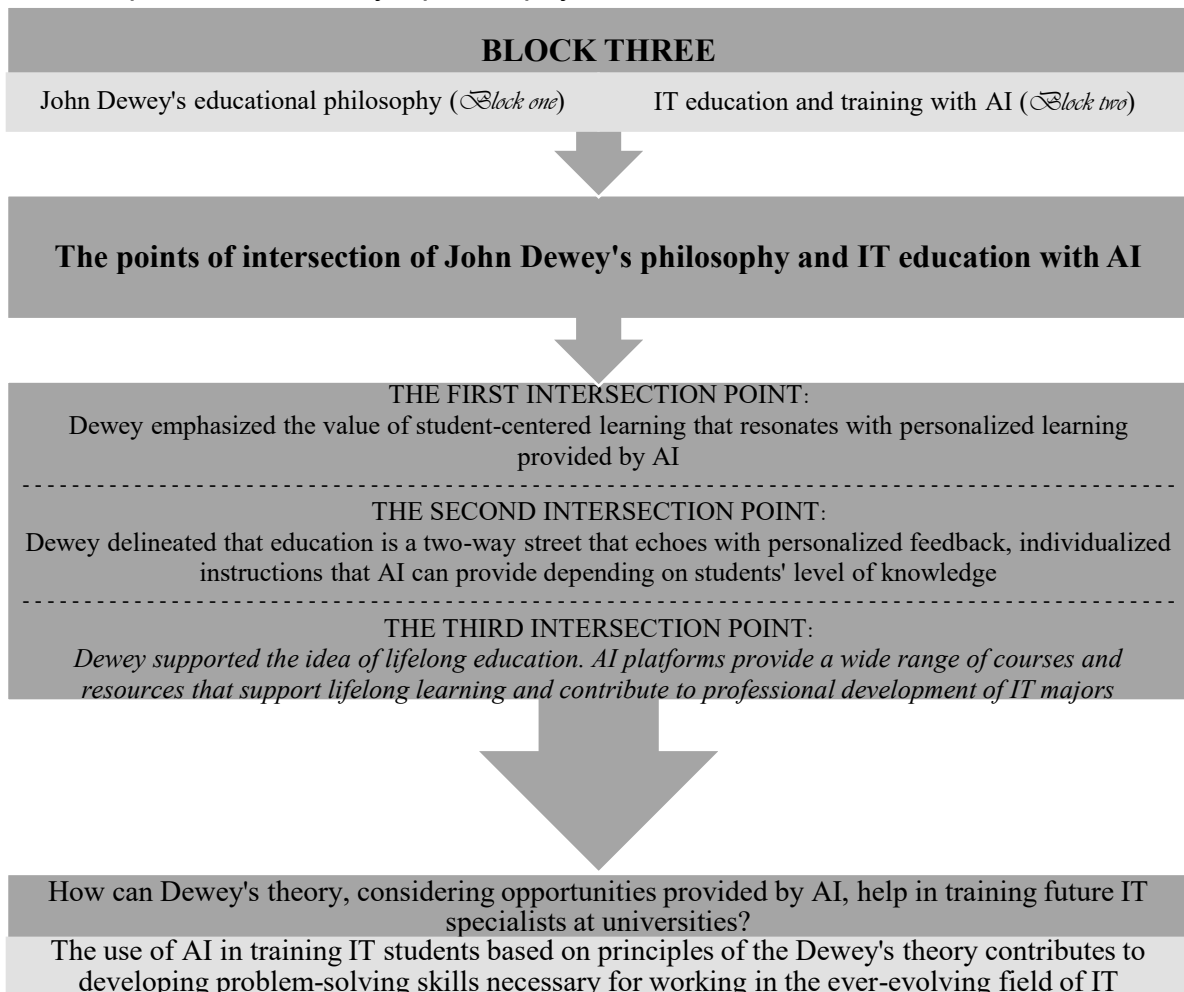 BLOCK THREE
John Dewey's educational philosophy (Block one)
IT education and training with AI (Block two)
The points of intersection of John Dewey's philosophy and IT education with AI
THE FIRST INTERSECTION POINT:
Dewey emphasized the value of student-centered learning that resonates with personalized learning
provided by AI
THE SECOND INTERSECTION POINT:
Dewey delineated that education is a two-way street that echoes with personalized feedback, individualized
instructions that AI can provide depending on students' level of knowledge
THE THIRD INTERSECTION POINT:
Dewey supported the idea of lifelong education. AI platforms provide a wide range of courses and
resources that support lifelong learning and contribute to professional development of IT majors
How can Dewey's theory, considering opportunities provided by AI, help in training future IT
specialists at universities?
The use of AI in training IT students based on principles of the Dewey's theory contributes to
developing problem-solving skills necessary for working in the ever-evolving field of IT